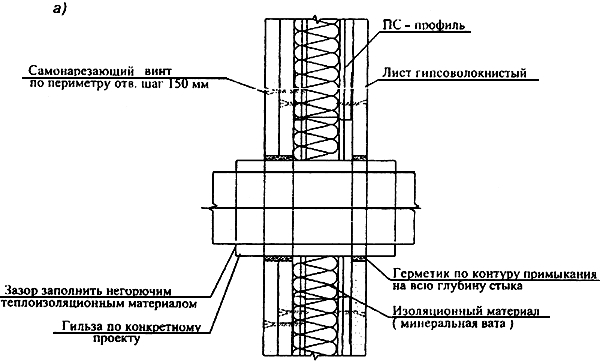 а)
ПС - профиль
Самонарезающий винт
по периметру отв. шаг 150 мм
Лист гипсоволокнистый
Зазор заполнить негорючим
теплоизоляционным материалом
Гильза по конкретному
проекту
Герметик по контуру примыкания
на всю глубину стыка
Изоляционный материал
( минеральная вата )